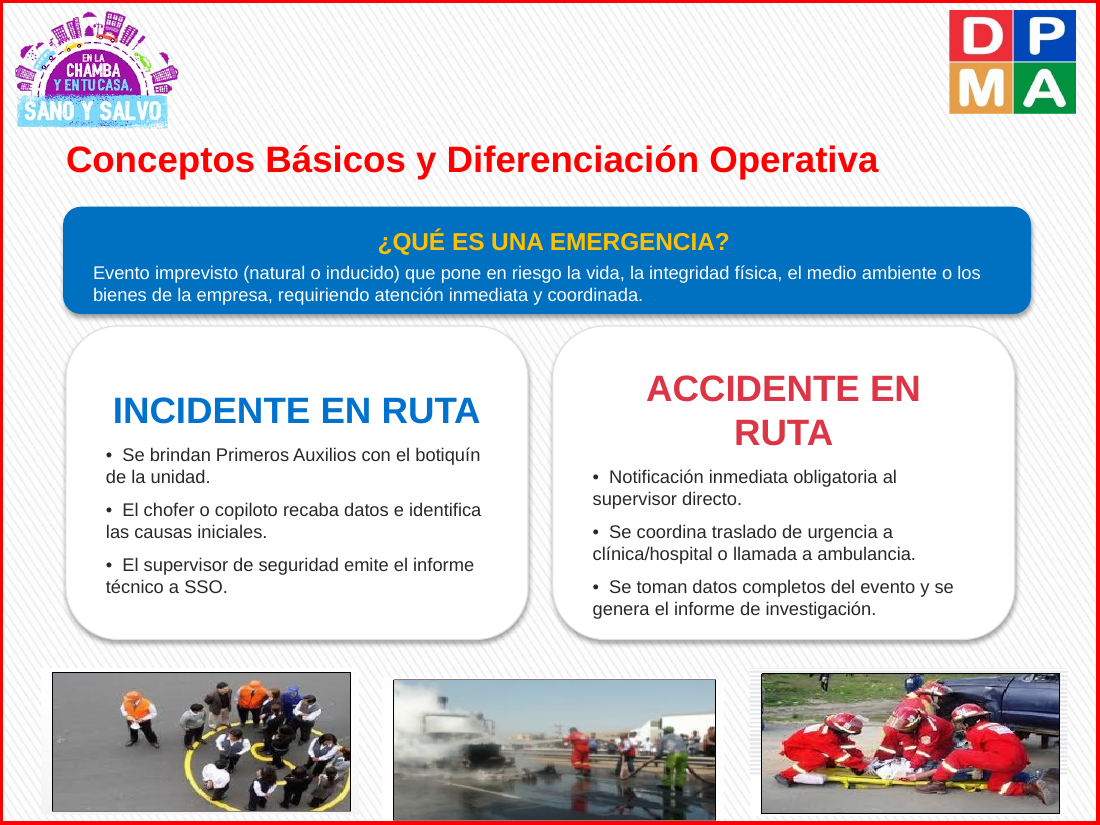 EN LA
CHAMBA
Y EN TU CASA,
SANO Y SALVO
D P
M A
Conceptos Básicos y Diferenciación Operativa
¿QUÉ ES UNA EMERGENCIA?
Evento imprevisto (natural o inducido) que pone en riesgo la vida, la integridad física, el medio ambiente o los
bienes de la empresa, requiriendo atención inmediata y coordinada.
INCIDENTE EN RUTA
• Se brindan Primeros Auxilios con el botiquín
de la unidad.
• El chofer o copiloto recaba datos e identifica
las causas iniciales.
• El supervisor de seguridad emite el informe
técnico a SSO.
ACCIDENTE EN
RUTA
• Notificación inmediata obligatoria al
supervisor directo.
• Se coordina traslado de urgencia a
clínica/hospital o llamada a ambulancia.
• Se toman datos completos del evento y se
genera el informe de investigación.